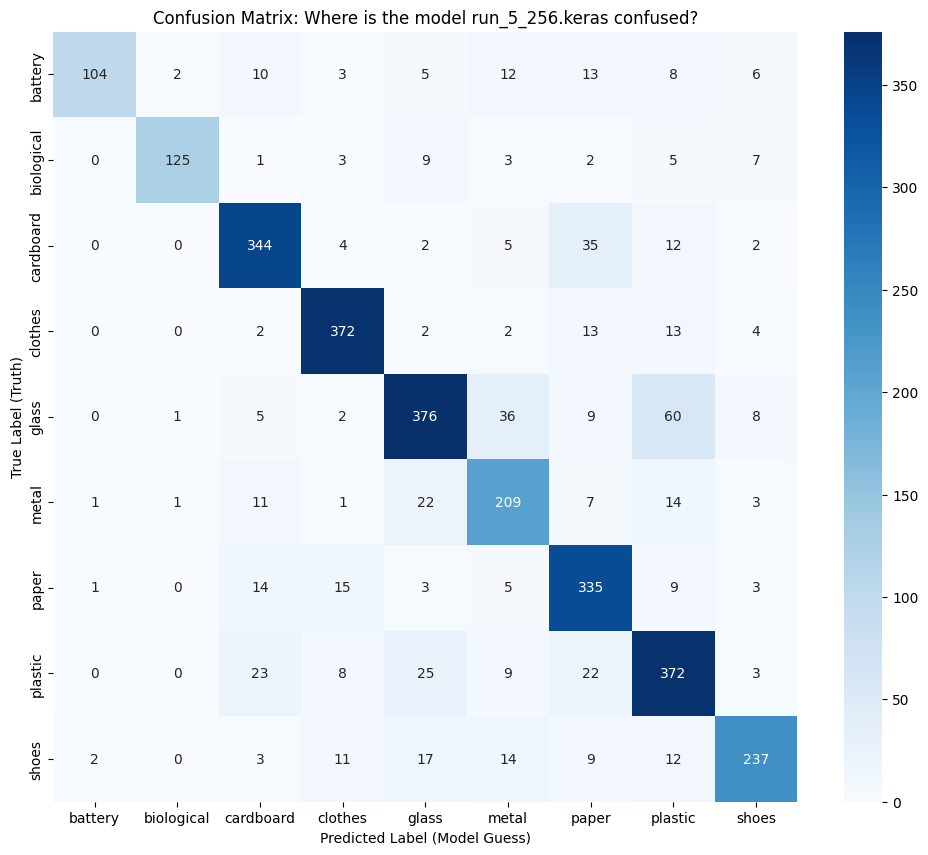 Confusion Matrix: Where is the model run_5_256.keras confused?
True Label (Truth)
battery 104 2 10 3 5 12 13 8 6
biological 0 125 1 3 9 3 2 5 7
cardboard 0 0 344 4 2 5 35 12 2
clothes 0 0 2 372 2 2 13 13 4
glass 0 1 5 2 376 36 9 60 8
metal 1 1 11 1 22 209 7 14 3
paper 1 0 14 15 3 5 335 9 3
plastic 0 0 23 8 25 9 22 372 3
shoes 2 0 3 11 17 14 9 12 237
battery biological cardboard clothes glass metal paper plastic shoes
Predicted Label (Model Guess)
350
300
250
200
150
100
50
0